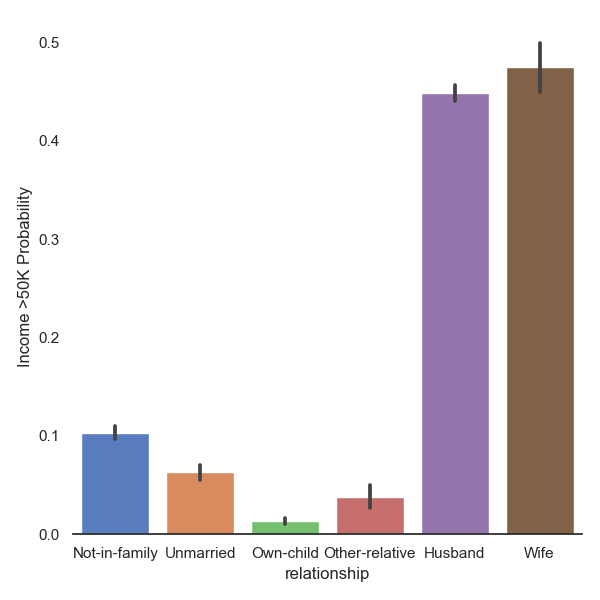 0.5
0.4
0.3
0.2
0.1
0.0
Income >50K Probability
Not-in-family Unmarried Own-child Other-relative Husband Wife
relationship